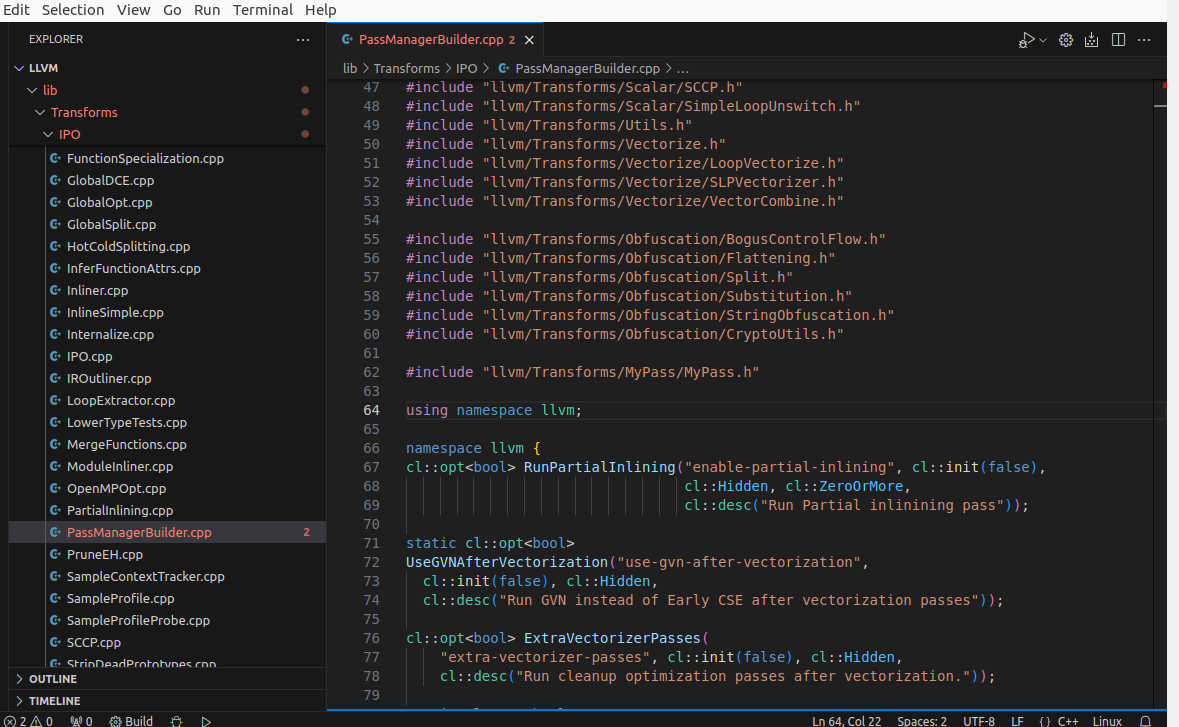 Edit Selection View Go Run Terminal Help
EXPLORER ...
LLVM
lib
Transforms
IPO
FunctionSpecialization.cpp
GlobalDCE.cpp
GlobalOpt.cpp
GlobalSplit.cpp
HotColdSplitting.cpp
InferFunctionAttrs.cpp
Inliner.cpp
InlineSimple.cpp
Internalize.cpp
IPO.cpp
IROutliner.cpp
LoopExtractor.cpp
LowerTypeTests.cpp
MergeFunctions.cpp
ModuleInliner.cpp
OpenMPOpt.cpp
PartialInlining.cpp
PassManagerBuilder.cpp 2
PruneEH.cpp
SampleContextTracker.cpp
SampleProfile.cpp
SampleProfileProbe.cpp
SCCP.cpp
StripDeadPrototypes.cpp
OUTLINE
TIMELINE
PassManagerBuilder.cpp 2
lib > Transforms > IPO > PassManagerBuilder.cpp > ...
47 #include "llvm/Transforms/Scalar/SCCP.h"
48 #include "llvm/Transforms/Scalar/SimpleLoopUnswitch.h"
49 #include "llvm/Transforms/Utils.h"
50 #include "llvm/Transforms/Vectorize.h"
51 #include "llvm/Transforms/Vectorize/LoopVectorize.h"
52 #include "llvm/Transforms/Vectorize/SLPVectorizer.h"
53 #include "llvm/Transforms/Vectorize/VectorCombine.h"
54
55 #include "llvm/Transforms/Obfuscation/BogusControlFlow.h"
56 #include "llvm/Transforms/Obfuscation/Flattening.h"
57 #include "llvm/Transforms/Obfuscation/Split.h"
58 #include "llvm/Transforms/Obfuscation/Substitution.h"
59 #include "llvm/Transforms/Obfuscation/StringObfuscation.h"
60 #include "llvm/Transforms/Obfuscation/CryptoUtils.h"
61
62 #include "llvm/Transforms/MyPass/MyPass.h"
63
64 using namespace llvm;
65
66 namespace llvm {
67 cl::opt<bool> RunPartialInlining("enable-partial-inlining", cl::init(false),
68 cl::Hidden, cl::ZeroOrMore,
69 cl::desc("Run Partial inlinining pass"));
70
71 static cl::opt<bool>
72 UseGVNAfterVectorization("use-gvn-after-vectorization",
73 cl::init(false), cl::Hidden,
74 cl::desc("Run GVN instead of Early CSE after vectorization passes"));
75
76 cl::opt<bool> ExtraVectorizerPasses(
77 "extra-vectorizer-passes", cl::init(false), cl::Hidden,
78 cl::desc("Run cleanup optimization passes after vectorization."));
79
2 0 0 Build Ln 64, Col 22 Spaces: 2 UTF-8 LF {} C++ Linux